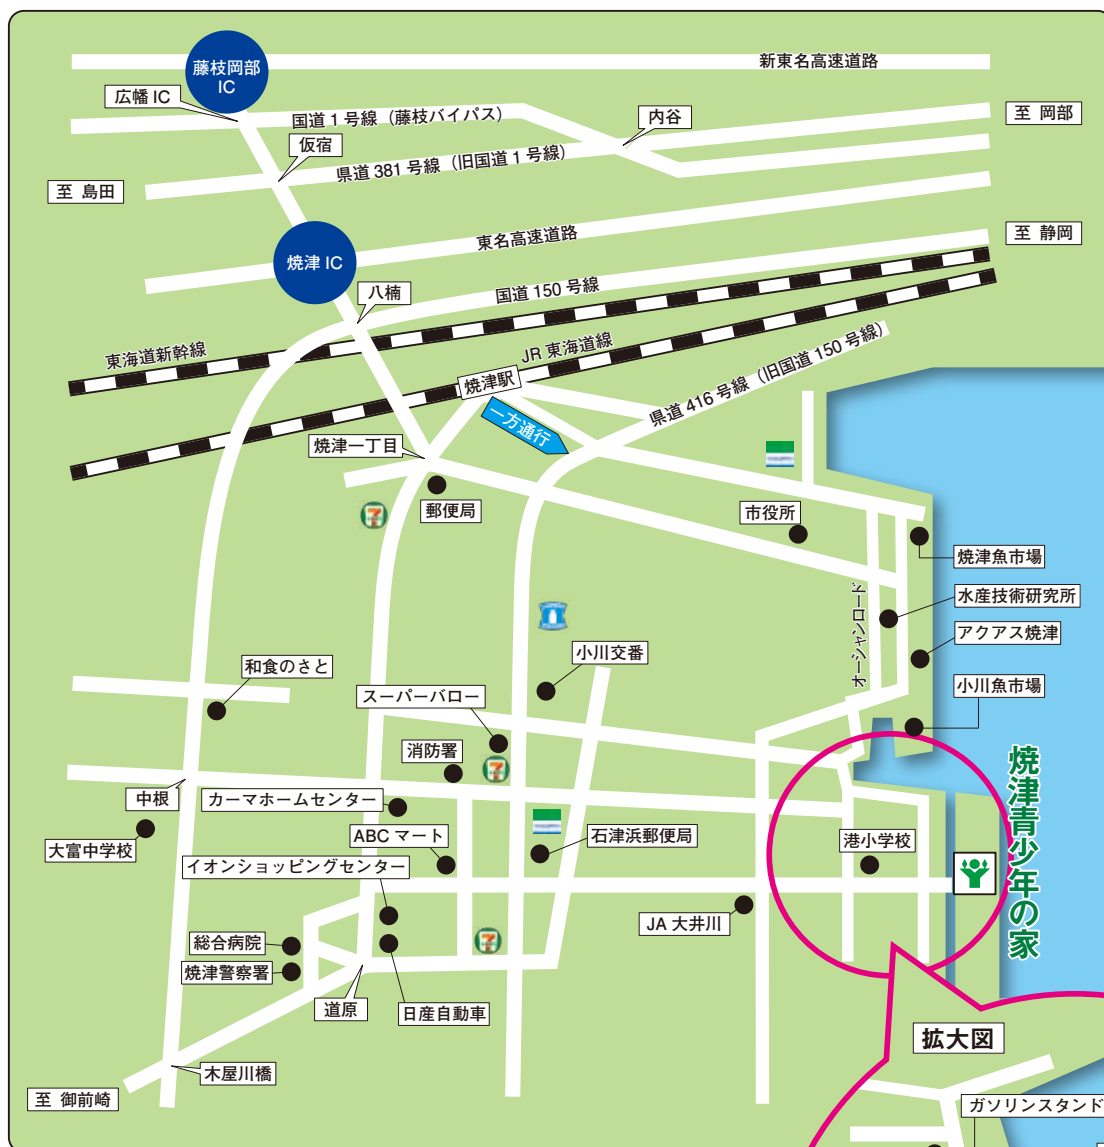 新東名高速道路
藤枝岡部
IC
広幡 IC
国道 1 号線（藤枝バイパス）
内谷
至 岡部
仮宿
県道 381 号線（旧国道 1 号線）
至 島田
東名高速道路
至 静岡
焼津 IC
国道 150 号線
八楠
東海道新幹線
JR 東海道線
焼津駅
県道 416 号線（旧国道 150 号線）
一方通行
焼津一丁目
郵便局
市役所
焼津魚市場
水産技術研究所
オーシャンロード
アクアス焼津
小川交番
和食のさと
小川魚市場
スーパーバロー
消防署
焼津青少年の家
中根
カーマホームセンター
大富中学校
ABC マート
石津浜郵便局
港小学校
イオンショッピングセンター
JA 大井川
総合病院
焼津警察署
道原
日産自動車
拡大図
木屋川橋
至 御前崎
ガソリンスタンド